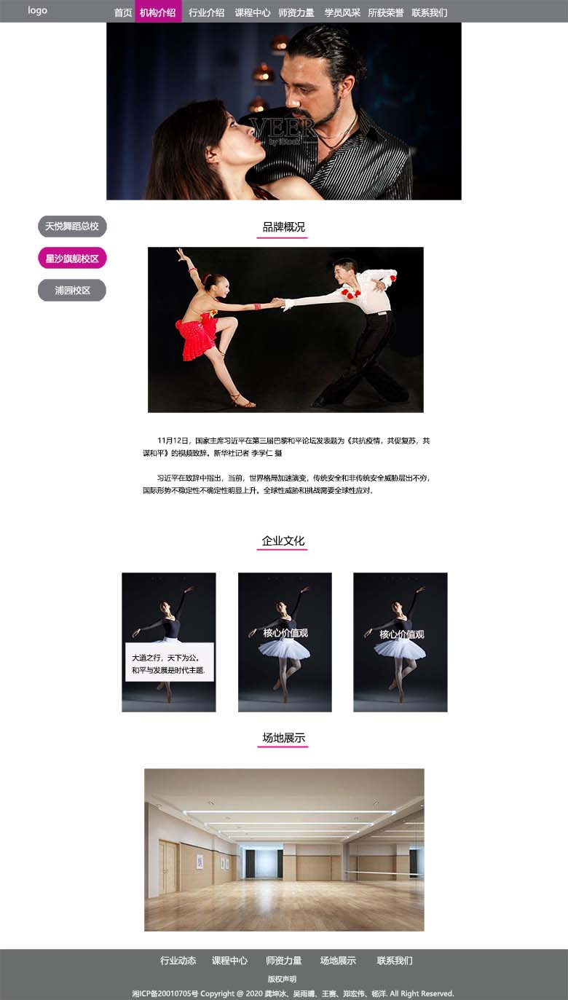 logo
首页 机构介绍 行业介绍 课程中心 师资力量 学员风采 所获荣誉 联系我们
VEER
by iStock
天悦舞蹈总校
星沙旗舰校区
浦园校区
品牌概况
11月12日，国家主席习近平在第三届巴黎和平论坛发表题为《共抗疫情，共促复苏，共
谋和平》的视频致辞。新华社记者 李学仁 摄
习近平在致辞中指出，当前，世界格局加速演变，传统安全和非传统安全威胁层出不穷，
国际形势不稳定性不确定性明显上升。全球性威胁和挑战需要全球性应对.
企业文化
大道之行，天下为公。
和平与发展是时代主题.
核心价值观
核心价值观
场地展示
行业动态 课程中心 师资力量 场地展示 联系我们
版权声明
湘ICP备20010705号 Copyright @ 2020 龚坤冰、吴雨晴、王赛、郑宏伟、杨洋. All Right Reserved.